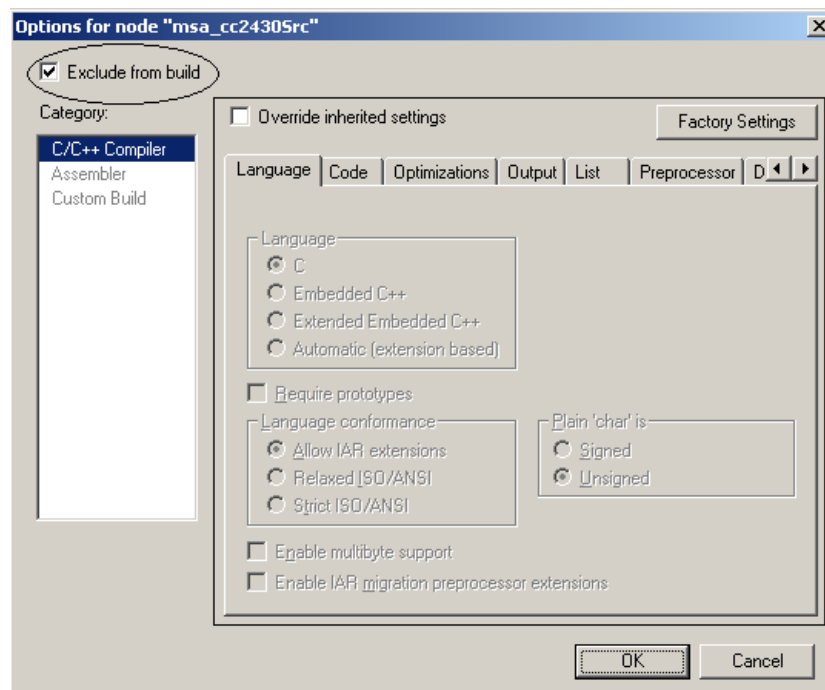 Options for node "msa_cc2430Src"
Exclude from build
Category:
C/C++ Compiler
Assembler
Custom Build
Override inherited settings
Factory Settings
Language Code Optimizations Output List Preprocessor D
Language
C
Embedded C++
Extended Embedded C++
Automatic (extension based)
Require prototypes
Language conformance
Allow IAR extensions
Relaxed ISO/ANSI
Strict ISO/ANSI
Plain 'char' is
Signed
Unsigned
Enable multibyte support
Enable IAR migration preprocessor extensions
OK Cancel